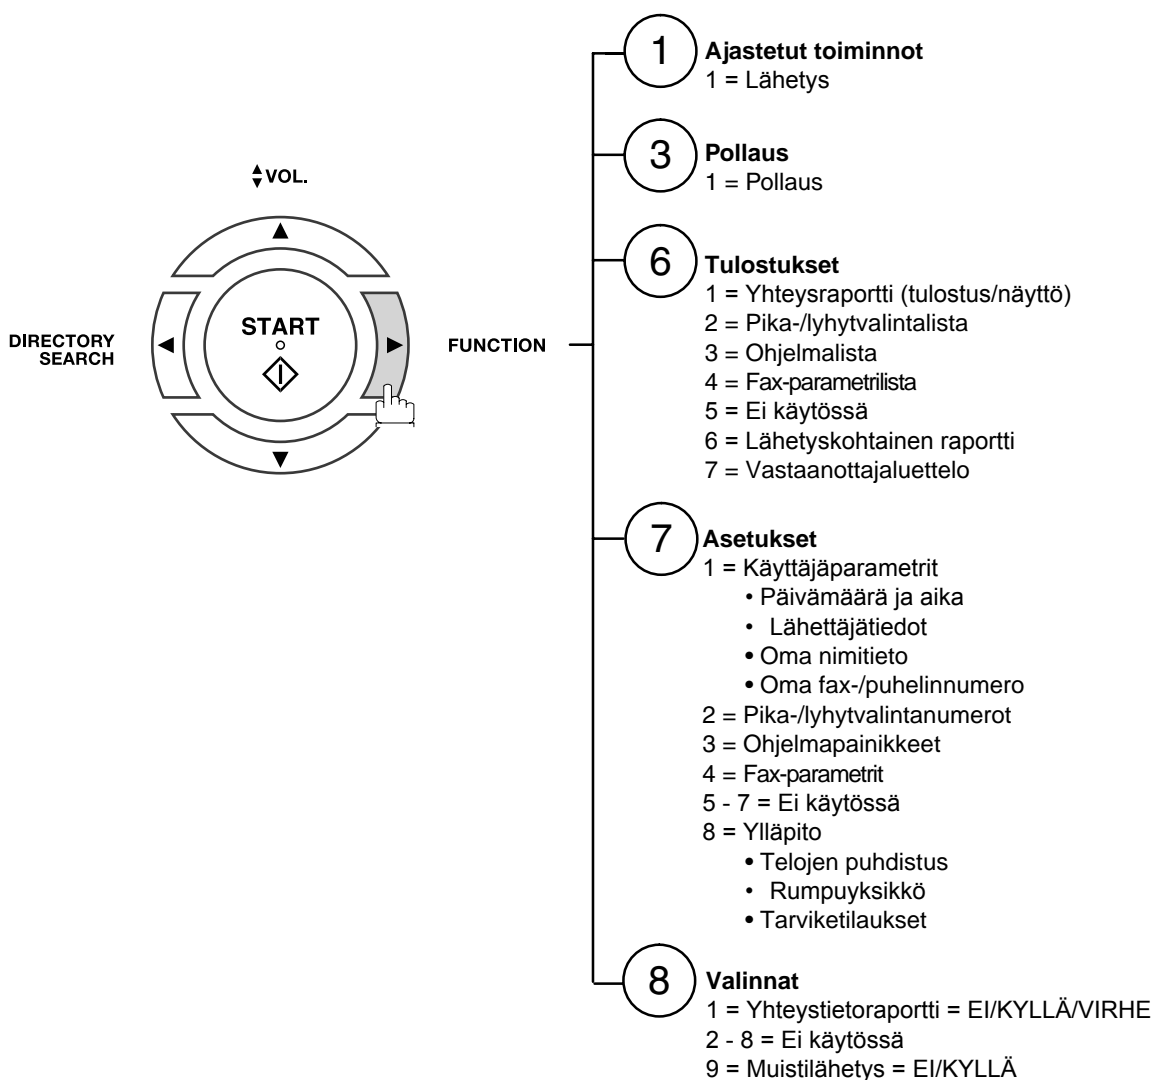 VOL.
DIRECTORY
SEARCH
START
FUNCTION
1 Ajastetut toiminnot
1 = Lähetys
3 Pollaus
1 = Pollaus
6 Tulostukset
1 = Yhteysraportti (tulostus/näyttö)
2 = Pika-/lyhytvalintalista
3 = Ohjelmalista
4 = Fax-parametrilista
5 = Ei käytössä
6 = Lähetyskohtainen raportti
7 = Vastaanottajaluettelo
7 Asetukset
1 = Käyttäjäparametrit
• Päivämäärä ja aika
• Lähettäjätiedot
• Oma nimitieto
• Oma fax-/puhelinnumero
2 = Pika-/lyhytvalintanumerot
3 = Ohjelmapainikkeet
4 = Fax-parametrit
5 - 7 = Ei käytössä
8 = Ylläpito
• Telojen puhdistus
• Rumpuyksikkö
• Tarviketilaukset
8 Valinnat
1 = Yhteystietoraportti = EI/KYLLÄ/VIRHE
2 - 8 = Ei käytössä
9 = Muistilähetys = EI/KYLLÄ